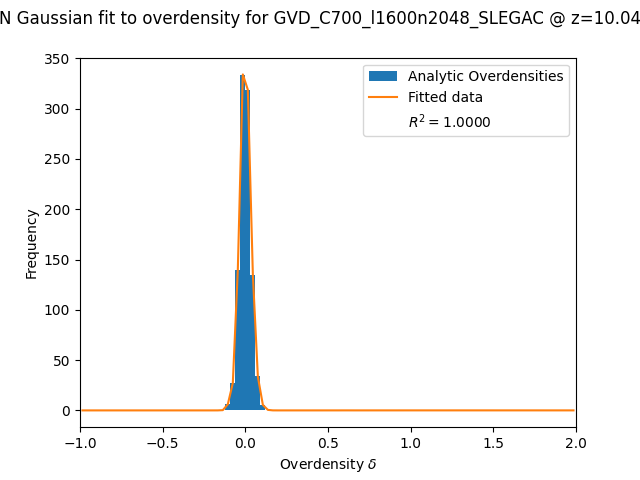 N Gaussian fit to overdensity for GVD_C700_l1600n2048_SLEGAC @ z=10.04
350
300
250
200
150
100
50
0
Frequency
Analytic Overdensities
Fitted data
R² = 1.0000
−1.0 −0.5 0.0 0.5 1.0 1.5 2.0
Overdensity δ